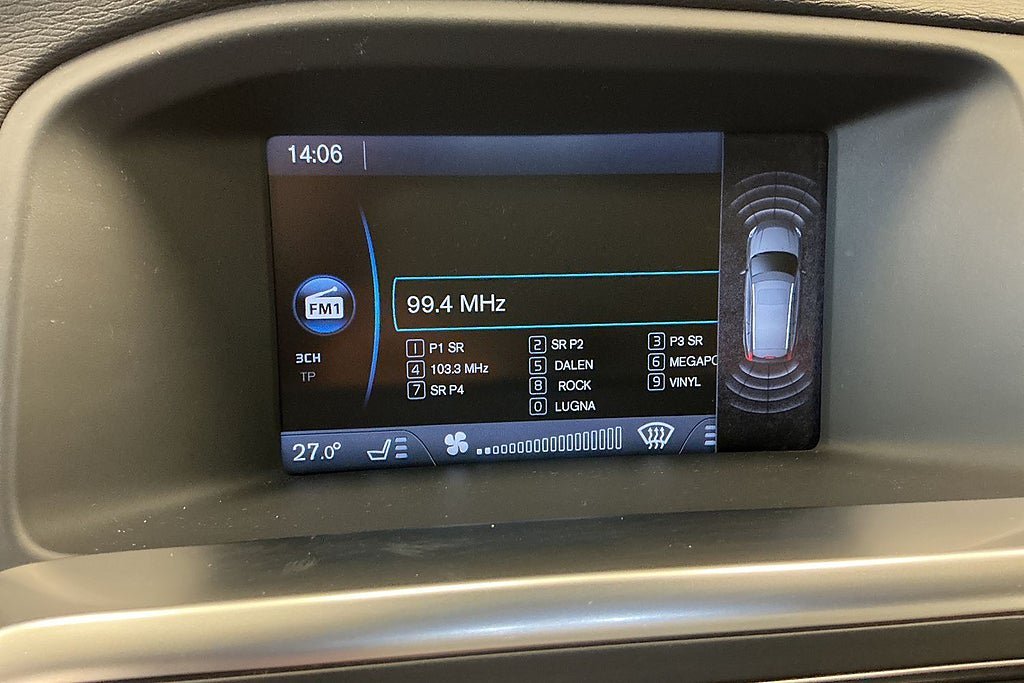 14:06
FM1
3CH
TP
99.4 MHz
1 P1 SR 2 SR P2 3 P3 SR
4 103.3 MHz 5 DALEN 6 MEGAPO
7 SR P4 8 ROCK 9 VINYL
0 LUGNA
27.0°